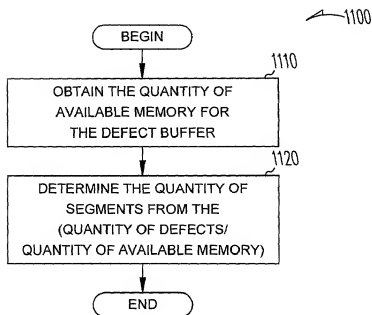 1100
BEGIN
1110
OBTAIN THE QUANTITY OF
AVAILABLE MEMORY FOR
THE DEFECT BUFFER
1120
DETERMINE THE QUANTITY OF
SEGMENTS FROM THE
(QUANTITY OF DEFECTS/
QUANTITY OF AVAILABLE MEMORY)
END